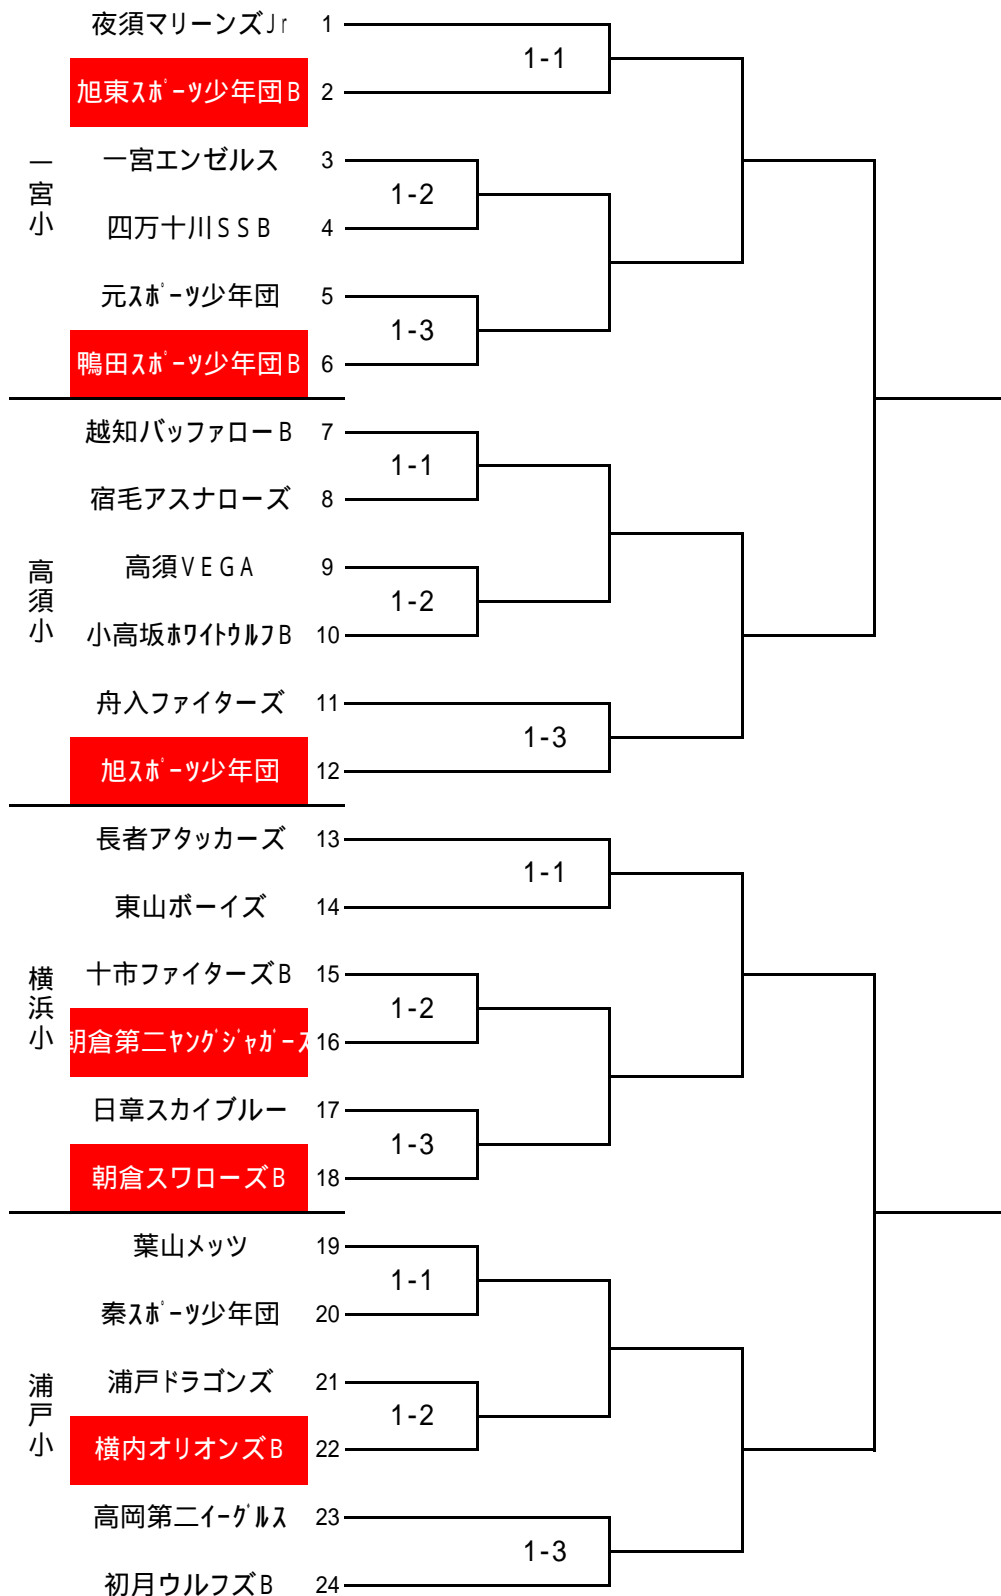 夜須マリーンズJr 1
1-1
旭東スポーツ少年団B 2
一宮小
一宮エンゼルス 3
1-2
四万十川SSB 4
元スポーツ少年団 5
1-3
鴨田スポーツ少年団B 6
越知バッファローB 7
1-1
宿毛アスナローズ 8
高須小
高須VEGA 9
1-2
小高坂ホワイトウルフB 10
舟入ファイターズ 11
1-3
旭スポーツ少年団 12
長者アタッカーズ 13
1-1
東山ボーイズ 14
横浜小
十市ファイターズB 15
1-2
朝倉第二ヤングジャガーズ 16
日章スカイブルー 17
1-3
朝倉スワローズB 18
葉山メッツ 19
1-1
秦スポーツ少年団 20
浦戸小
浦戸ドラゴンズ 21
1-2
横内オリオンズB 22
高岡第二イーグルス 23
1-3
初月ウルフズB 24